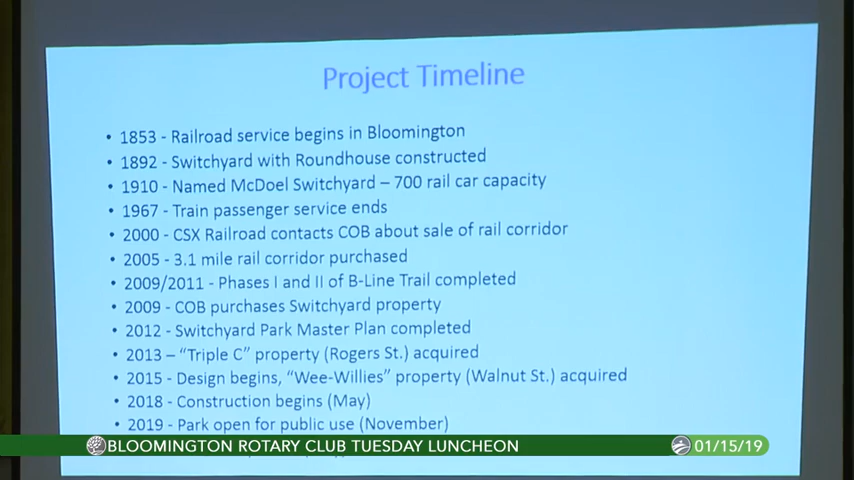 Project Timeline
• 1853 - Railroad service begins in Bloomington
• 1892 - Switchyard with Roundhouse constructed
• 1910 - Named McDoel Switchyard – 700 rail car capacity
• 1967 - Train passenger service ends
• 2000 - CSX Railroad contacts COB about sale of rail corridor
• 2005 - 3.1 mile rail corridor purchased
• 2009/2011 - Phases I and II of B-Line Trail completed
• 2009 - COB purchases Switchyard property
• 2012 - Switchyard Park Master Plan completed
• 2013 – “Triple C” property (Rogers St.) acquired
• 2015 - Design begins, “Wee-Willies” property (Walnut St.) acquired
• 2018 - Construction begins (May)
• 2019 - Park open for public use (November)
BLOOMINGTON ROTARY CLUB TUESDAY LUNCHEON
01/15/19